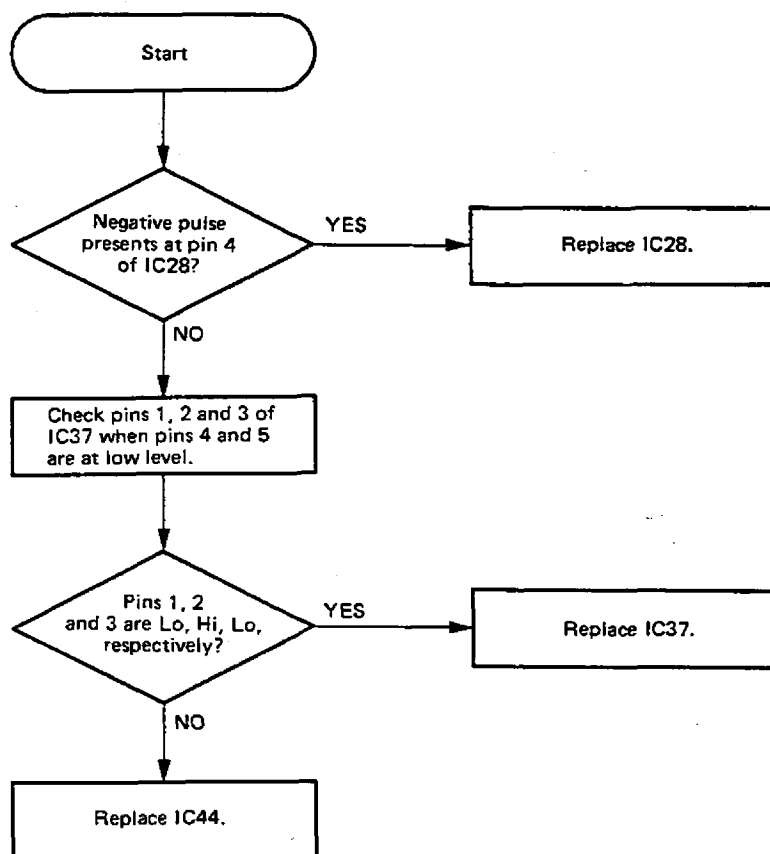 Start
Negative pulse
presents at pin 4
of IC28?
YES
Replace IC28.
NO
Check pins 1, 2 and 3 of
IC37 when pins 4 and 5
are at low level.
Pins 1, 2
and 3 are Lo, Hi, Lo,
respectively?
YES
Replace IC37.
NO
Replace IC44.